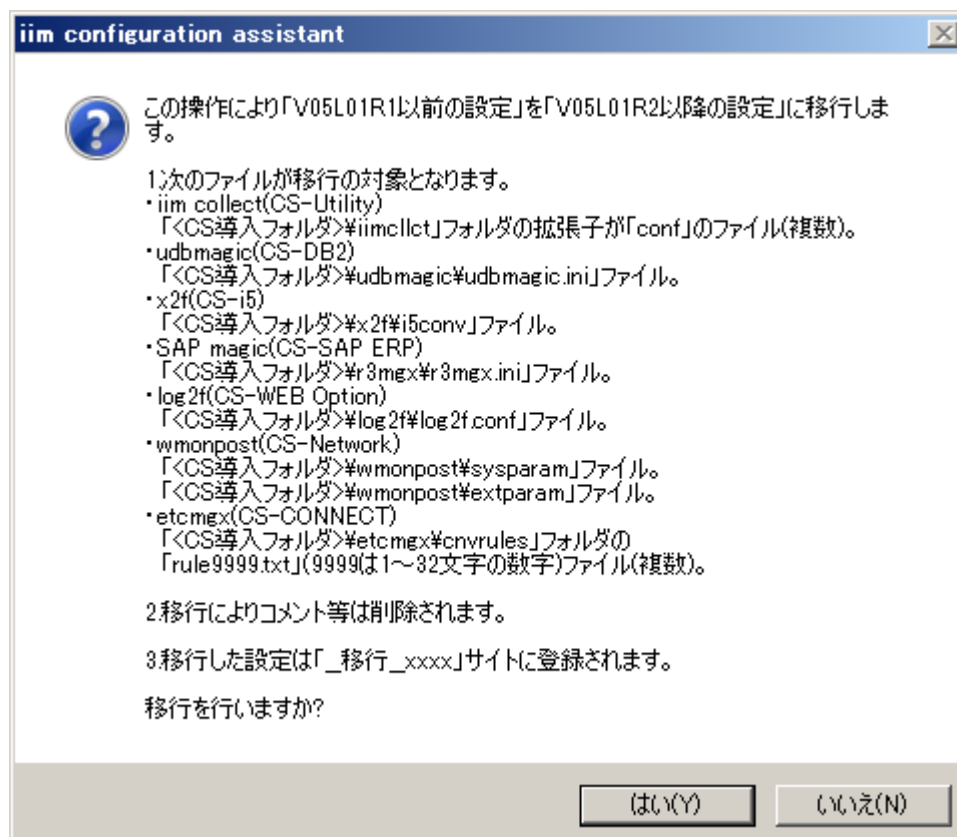 iim configuration assistant
この操作により「V05L01R1以前の設定」を「V05L01R2以降の設定」に移行しま
す。
1.次のファイルが移行の対象となります。
・iim collect(CS-Utility)
「<CS導入フォルダ>¥iimcllct」フォルダの拡張子が「conf」のファイル(複数)。
・udbmagic(CS-DB2)
「<CS導入フォルダ>¥udbmagic¥udbmagic.ini」ファイル。
・x2f(CS-i5)
「<CS導入フォルダ>¥x2f¥i5conv」ファイル。
・SAP magic(CS-SAP ERP)
「<CS導入フォルダ>¥r3mgx¥r3mgx.ini」ファイル。
・log2f(CS-WEB Option)
「<CS導入フォルダ>¥log2f¥log2f.conf」ファイル。
・wmonpost(CS-Network)
「<CS導入フォルダ>¥wmonpost¥sysparam」ファイル。
「<CS導入フォルダ>¥wmonpost¥extparam」ファイル。
・etcmgx(CS-CONNECT)
「<CS導入フォルダ>¥etcmgx¥cnvrules」フォルダの
「rule9999.txt」(9999は1～32文字の数字)ファイル(複数)。
2.移行によりコメント等は削除されます。
3.移行した設定は「_移行_xxxx」サイトに登録されます。
移行を行いますか?
はい(Y)
いいえ(N)